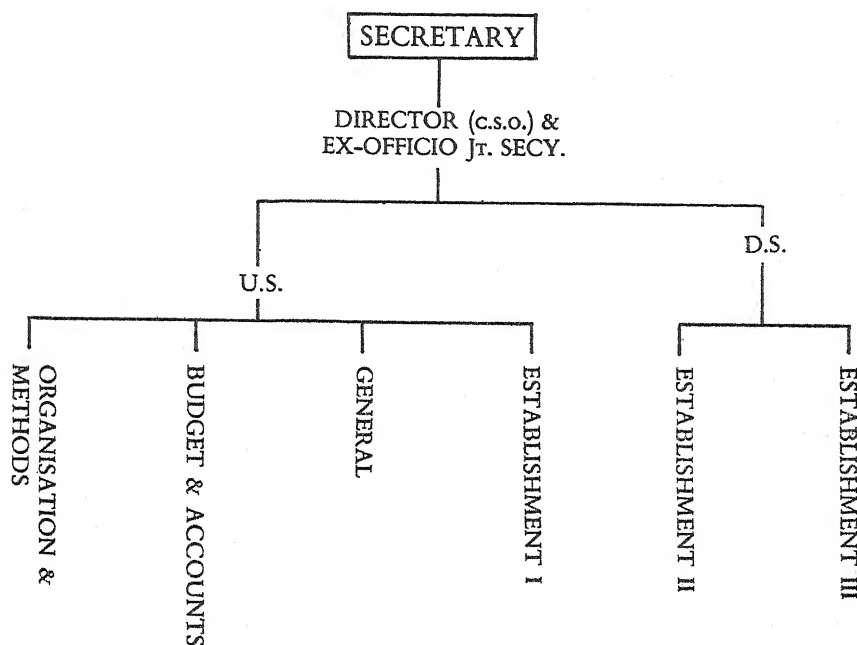 SECRETARY
DIRECTOR (C.S.O.) &
EX-OFFICIO JT. SECY.
D.S.
U.S.
ORGANISATION &
METHODS
BUDGET & ACCOUNTS
GENERAL
ESTABLISHMENT I
ESTABLISHMENT II
ESTABLISHMENT III